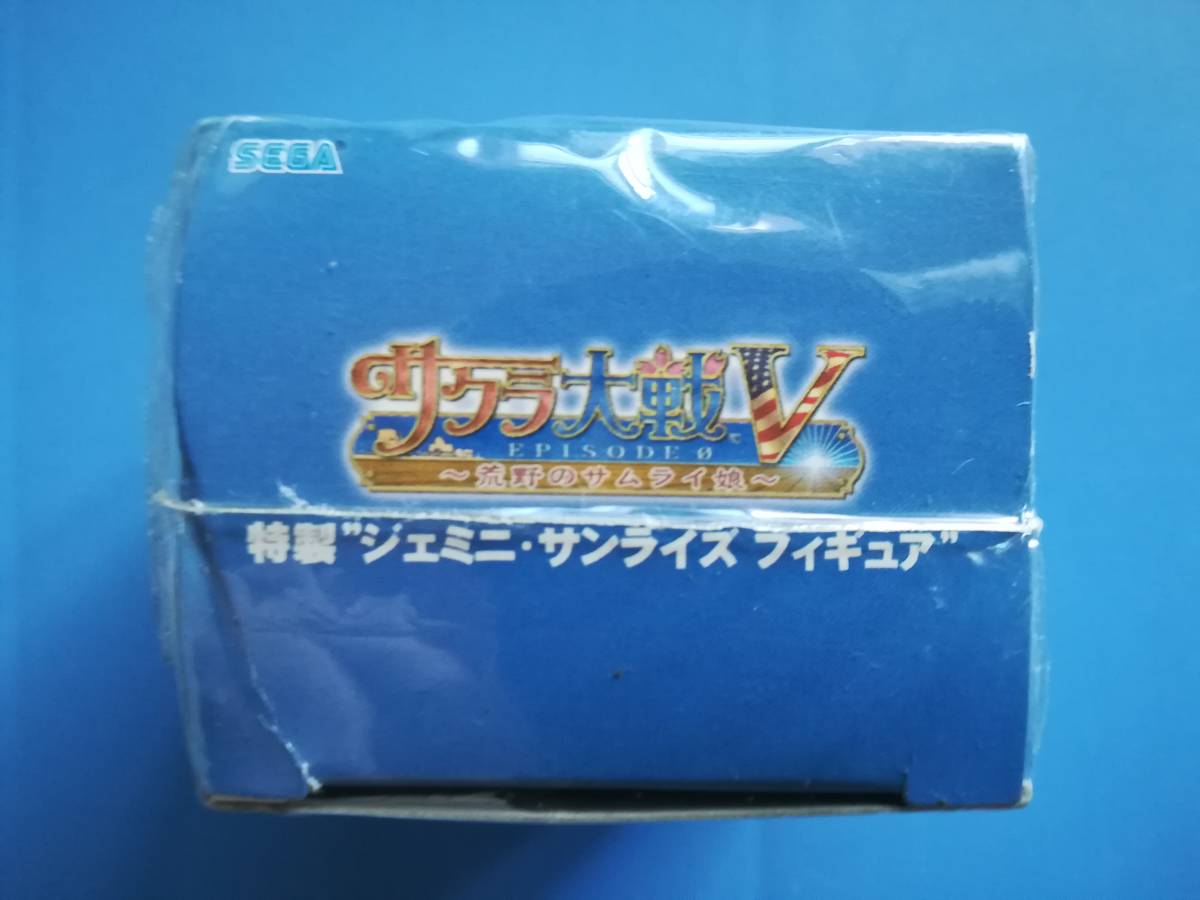 SEGA
サクラ大戦V
EPISODE 0
～荒野のサムライ娘～
特製"ジェミニ・サンライズ フィギュア"